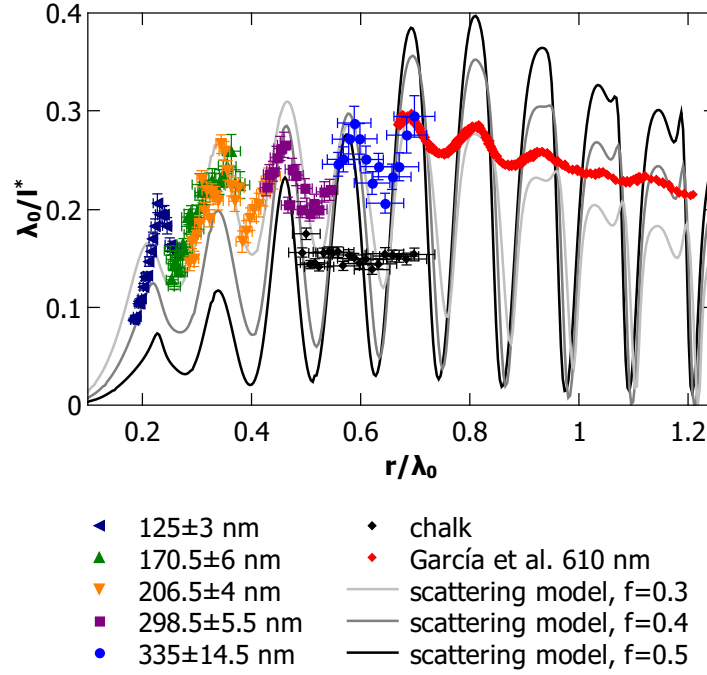 0.4
0.3
0.2
0.1
0
λ₀/l*
0.2 0.4 0.6 0.8 1 1.2
r/λ₀
125±3 nm
170.5±6 nm
206.5±4 nm
298.5±5.5 nm
335±14.5 nm
chalk
García et al. 610 nm
scattering model, f=0.3
scattering model, f=0.4
scattering model, f=0.5